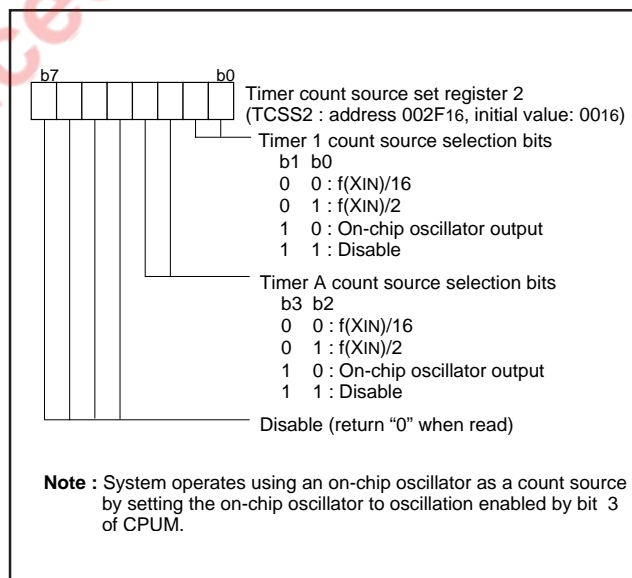 b7 b0
Timer count source set register 2
(TCSS2 : address 002F16, initial value: 0016)
Timer 1 count source selection bits
b1 b0
0 0 : f(XIN)/16
0 1 : f(XIN)/2
1 0 : On-chip oscillator output
1 1 : Disable
Timer A count source selection bits
b3 b2
0 0 : f(XIN)/16
0 1 : f(XIN)/2
1 0 : On-chip oscillator output
1 1 : Disable
Disable (return “0” when read)
Note : System operates using an on-chip oscillator as a count source
by setting the on-chip oscillator to oscillation enabled by bit 3
of CPUM.